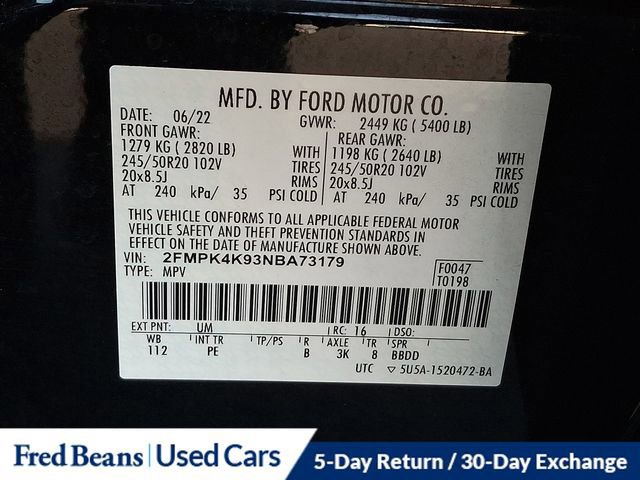 MFD. BY FORD MOTOR CO.
DATE: 06/22 GVWR: 2449 KG ( 5400 LB)
FRONT GAWR: REAR GAWR:
1279 KG ( 2820 LB) WITH 1198 KG ( 2640 LB) WITH
245/50R20 102V TIRES 245/50R20 102V TIRES
20x8.5J RIMS 20x8.5J RIMS
AT 240 kPa/ 35 PSI COLD AT 240 kPa/ 35 PSI COLD
THIS VEHICLE CONFORMS TO ALL APPLICABLE FEDERAL MOTOR
VEHICLE SAFETY AND THEFT PREVENTION STANDARDS IN
EFFECT ON THE DATE OF MANUFACTURE SHOWN ABOVE.
VIN: 2FMPK4K93NBA73179 F0047
TYPE: MPV T0198
EXT PNT: UM RC: 16 DSO:
WB INT TR TP/PS R AXLE TR SPR
112 PE B 3K 8 BBDD
UTC ▽ 5U5A-1520472-BA
Fred Beans Used Cars 5-Day Return / 30-Day Exchange